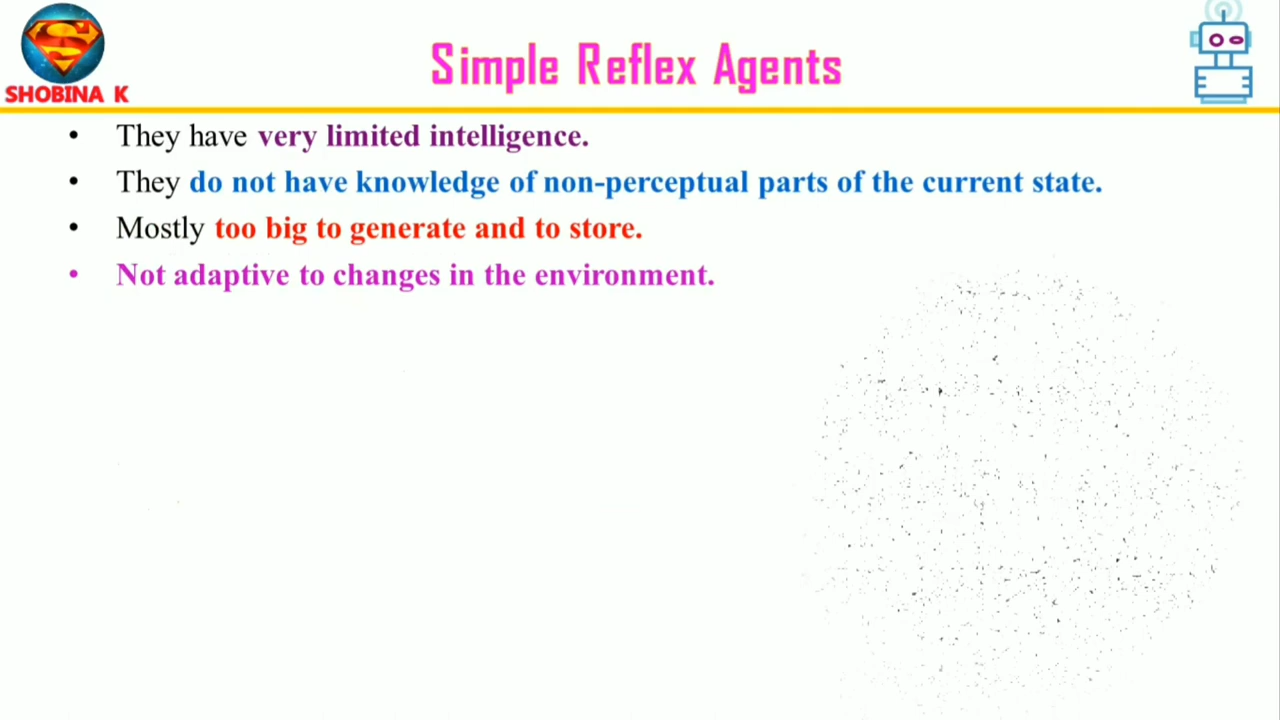 SHOBINA K
Simple Reflex Agents
• They have very limited intelligence.
• They do not have knowledge of non-perceptual parts of the current state.
• Mostly too big to generate and to store.
• Not adaptive to changes in the environment.